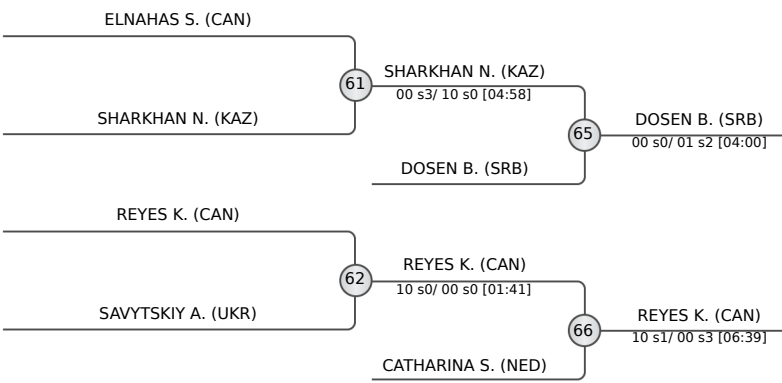 ELNAHAS S. (CAN)
61
SHARKHAN N. (KAZ)
00 s3/ 10 s0 [04:58]
SHARKHAN N. (KAZ)
65
DOSEN B. (SRB)
00 s0/ 01 s2 [04:00]
DOSEN B. (SRB)
REYES K. (CAN)
62
REYES K. (CAN)
10 s0/ 00 s0 [01:41]
SAVYTSKIY A. (UKR)
66
REYES K. (CAN)
10 s1/ 00 s3 [06:39]
CATHARINA S. (NED)